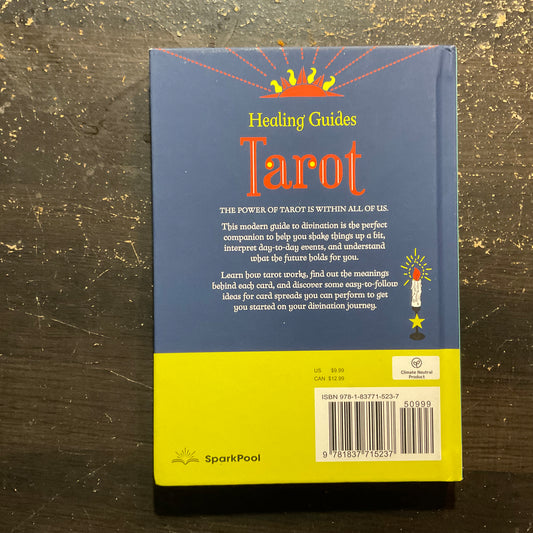 Healing Guides
Tarot
THE POWER OF TAROT IS WITHIN ALL OF US.
This modern guide to divination is the perfect
companion to help you shake things up a bit,
interpret day-to-day events, and understand
what the future holds for you.
Learn how tarot works, find out the meanings
behind each card, and discover some easy-to-follow
ideas for card spreads you can perform to get
you started on your divination journey.
US $9.99
CAN $12.99
Climate Neutral
Product
ISBN 978-1-83771-523-7
50999
9 781837 715237
SparkPool